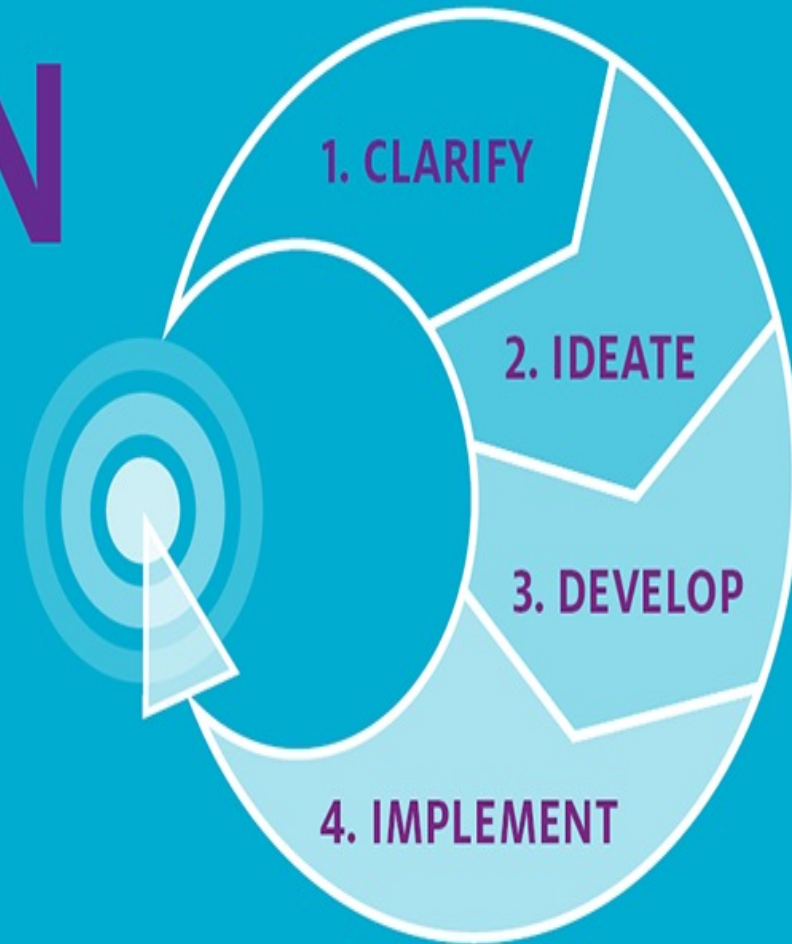 N
1. CLARIFY
2. IDEATE
3. DEVELOP
4. IMPLEMENT